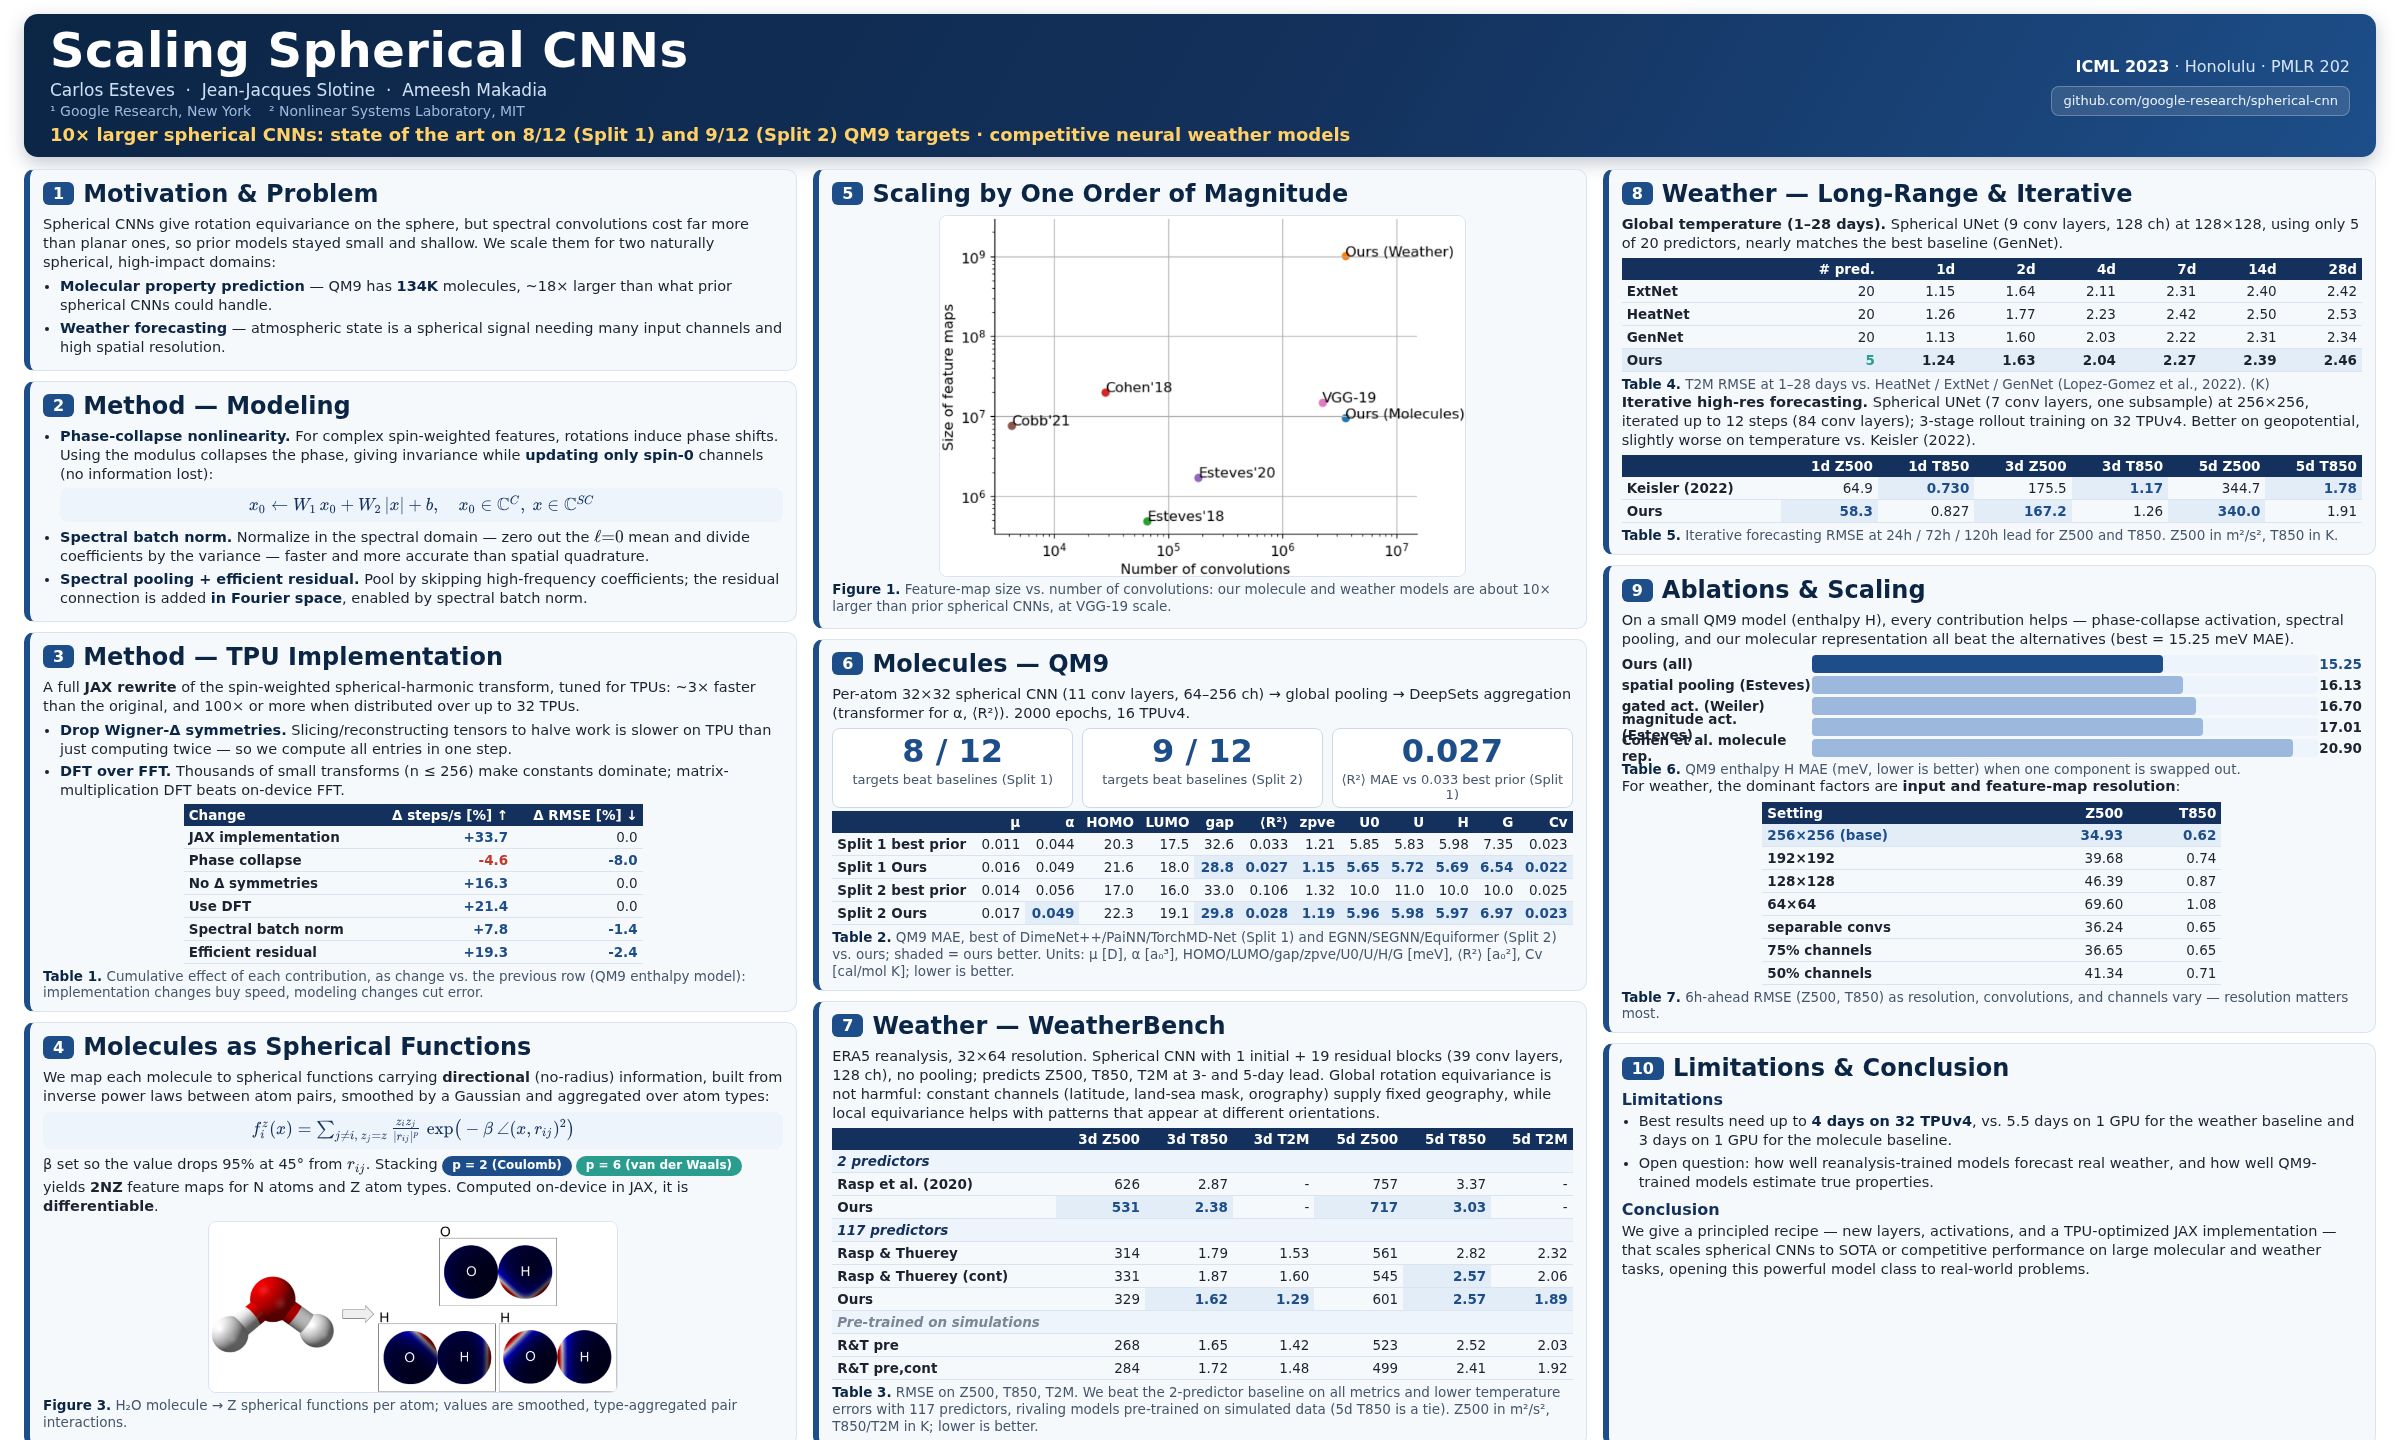 Scaling Spherical CNNs
Carlos Esteves · Jean-Jacques Slotine · Ameesh Makadia
¹ Google Research, New York ² Nonlinear Systems Laboratory, MIT
10× larger spherical CNNs: state of the art on 8/12 (Split 1) and 9/12 (Split 2) QM9 targets · competitive neural weather models
ICML 2023 · Honolulu · PMLR 202
github.com/google-research/spherical-cnn
1 Motivation & Problem
Spherical CNNs give rotation equivariance on the sphere, but spectral convolutions cost far more
than planar ones, so prior models stayed small and shallow. We scale them for two naturally
spherical, high-impact domains:
• Molecular property prediction — QM9 has 134K molecules, ~18× larger than what prior
spherical CNNs could handle.
• Weather forecasting — atmospheric state is a spherical signal needing many input channels and
high spatial resolution.
2 Method — Modeling
• Phase-collapse nonlinearity. For complex spin-weighted features, rotations induce phase shifts.
Using the modulus collapses the phase, giving invariance while updating only spin-0 channels
(no information lost):
x₀ ← W₁ x₀ + W₂ |x| + b, x₀ ∈ ℂ^C, x ∈ ℂ^SC
• Spectral batch norm. Normalize in the spectral domain — zero out the ℓ=0 mean and divide
coefficients by the variance — faster and more accurate than spatial quadrature.
• Spectral pooling + efficient residual. Pool by skipping high-frequency coefficients; the residual
connection is added in Fourier space, enabled by spectral batch norm.
3 Method — TPU Implementation
A full JAX rewrite of the spin-weighted spherical-harmonic transform, tuned for TPUs: ~3× faster
than the original, and 100× or more when distributed over up to 32 TPUs.
• Drop Wigner-Δ symmetries. Slicing/reconstructing tensors to halve work is slower on TPU than
just computing twice — so we compute all entries in one step.
• DFT over FFT. Thousands of small transforms (n ≤ 256) make constants dominate; matrix-
multiplication DFT beats on-device FFT.
Change Δ steps/s [%] ↑ Δ RMSE [%] ↓
JAX implementation +33.7 0.0
Phase collapse -4.6 -8.0
No Δ symmetries +16.3 0.0
Use DFT +21.4 0.0
Spectral batch norm +7.8 -1.4
Efficient residual +19.3 -2.4
Table 1. Cumulative effect of each contribution, as change vs. the previous row (QM9 enthalpy model):
implementation changes buy speed, modeling changes cut error.
4 Molecules as Spherical Functions
We map each molecule to spherical functions carrying directional (no-radius) information, built from
inverse power laws between atom pairs, smoothed by a Gaussian and aggregated over atom types:
f_i^z(x) = ∑_{j≠i, z_j=z} z_i z_j / |r_ij|^p exp(− β ∠(x, r_ij)²)
β set so the value drops 95% at 45° from r_ij. Stacking p = 2 (Coulomb) p = 6 (van der Waals)
yields 2NZ feature maps for N atoms and Z atom types. Computed on-device in JAX, it is
differentiable.
O
O H
H H
O H O H
Figure 3. H₂O molecule → Z spherical functions per atom; values are smoothed, type-aggregated pair
interactions.
5 Scaling by One Order of Magnitude
Size of feature maps
10⁹
10⁸
10⁷
10⁶
Ours (Weather)
Cohen'18
VGG-19
Ours (Molecules)
Cobb'21
Esteves'20
Esteves'18
10⁴ 10⁵ 10⁶ 10⁷
Number of convolutions
Figure 1. Feature-map size vs. number of convolutions: our molecule and weather models are about 10×
larger than prior spherical CNNs, at VGG-19 scale.
6 Molecules — QM9
Per-atom 32×32 spherical CNN (11 conv layers, 64–256 ch) → global pooling → DeepSets aggregation
(transformer for α, ⟨R²⟩). 2000 epochs, 16 TPUv4.
8 / 12
targets beat baselines (Split 1)
9 / 12
targets beat baselines (Split 2)
0.027
⟨R²⟩ MAE vs 0.033 best prior (Split
1)
μ α HOMO LUMO gap ⟨R²⟩ zpve U0 U H G Cv
Split 1 best prior 0.011 0.044 20.3 17.5 32.6 0.033 1.21 5.85 5.83 5.98 7.35 0.023
Split 1 Ours 0.016 0.049 21.6 18.0 28.8 0.027 1.15 5.65 5.72 5.69 6.54 0.022
Split 2 best prior 0.014 0.056 17.0 16.0 33.0 0.106 1.32 10.0 11.0 10.0 10.0 0.025
Split 2 Ours 0.017 0.049 22.3 19.1 29.8 0.028 1.19 5.96 5.98 5.97 6.97 0.023
Table 2. QM9 MAE, best of DimeNet++/PaiNN/TorchMD-Net (Split 1) and EGNN/SEGNN/Equiformer (Split 2)
vs. ours; shaded = ours better. Units: μ [D], α [a₀³], HOMO/LUMO/gap/zpve/U0/U/H/G [meV], ⟨R²⟩ [a₀²], Cv
[cal/mol K]; lower is better.
7 Weather — WeatherBench
ERA5 reanalysis, 32×64 resolution. Spherical CNN with 1 initial + 19 residual blocks (39 conv layers,
128 ch), no pooling; predicts Z500, T850, T2M at 3- and 5-day lead. Global rotation equivariance is
not harmful: constant channels (latitude, land-sea mask, orography) supply fixed geography, while
local equivariance helps with patterns that appear at different orientations.
3d Z500 3d T850 3d T2M 5d Z500 5d T850 5d T2M
2 predictors
Rasp et al. (2020) 626 2.87 - 757 3.37 -
Ours 531 2.38 - 717 3.03 -
117 predictors
Rasp & Thuerey 314 1.79 1.53 561 2.82 2.32
Rasp & Thuerey (cont) 331 1.87 1.60 545 2.57 2.06
Ours 329 1.62 1.29 601 2.57 1.89
Pre-trained on simulations
R&T pre 268 1.65 1.42 523 2.52 2.03
R&T pre,cont 284 1.72 1.48 499 2.41 1.92
Table 3. RMSE on Z500, T850, T2M. We beat the 2-predictor baseline on all metrics and lower temperature
errors with 117 predictors, rivaling models pre-trained on simulated data (5d T850 is a tie). Z500 in m²/s²,
T850/T2M in K; lower is better.
8 Weather — Long-Range & Iterative
Global temperature (1–28 days). Spherical UNet (9 conv layers, 128 ch) at 128×128, using only 5
of 20 predictors, nearly matches the best baseline (GenNet).
# pred. 1d 2d 4d 7d 14d 28d
ExtNet 20 1.15 1.64 2.11 2.31 2.40 2.42
HeatNet 20 1.26 1.77 2.23 2.42 2.50 2.53
GenNet 20 1.13 1.60 2.03 2.22 2.31 2.34
Ours 5 1.24 1.63 2.04 2.27 2.39 2.46
Table 4. T2M RMSE at 1–28 days vs. HeatNet / ExtNet / GenNet (Lopez-Gomez et al., 2022). (K)
Iterative high-res forecasting. Spherical UNet (7 conv layers, one subsample) at 256×256,
iterated up to 12 steps (84 conv layers); 3-stage rollout training on 32 TPUv4. Better on geopotential,
slightly worse on temperature vs. Keisler (2022).
1d Z500 1d T850 3d Z500 3d T850 5d Z500 5d T850
Keisler (2022) 64.9 0.730 175.5 1.17 344.7 1.78
Ours 58.3 0.827 167.2 1.26 340.0 1.91
Table 5. Iterative forecasting RMSE at 24h / 72h / 120h lead for Z500 and T850. Z500 in m²/s², T850 in K.
9 Ablations & Scaling
On a small QM9 model (enthalpy H), every contribution helps — phase-collapse activation, spectral
pooling, and our molecular representation all beat the alternatives (best = 15.25 meV MAE).
Ours (all) 15.25
spatial pooling (Esteves) 16.13
gated act. (Weiler) 16.70
magnitude act.
(Esteves) 17.01
Cohen et al. molecule
rep. 20.90
Table 6. QM9 enthalpy H MAE (meV, lower is better) when one component is swapped out.
For weather, the dominant factors are input and feature-map resolution:
Setting Z500 T850
256×256 (base) 34.93 0.62
192×192 39.68 0.74
128×128 46.39 0.87
64×64 69.60 1.08
separable convs 36.24 0.65
75% channels 36.65 0.65
50% channels 41.34 0.71
Table 7. 6h-ahead RMSE (Z500, T850) as resolution, convolutions, and channels vary — resolution matters
most.
10 Limitations & Conclusion
Limitations
• Best results need up to 4 days on 32 TPUv4, vs. 5.5 days on 1 GPU for the weather baseline and
3 days on 1 GPU for the molecule baseline.
• Open question: how well reanalysis-trained models forecast real weather, and how well QM9-
trained models estimate true properties.
Conclusion
We give a principled recipe — new layers, activations, and a TPU-optimized JAX implementation —
that scales spherical CNNs to SOTA or competitive performance on large molecular and weather
tasks, opening this powerful model class to real-world problems.